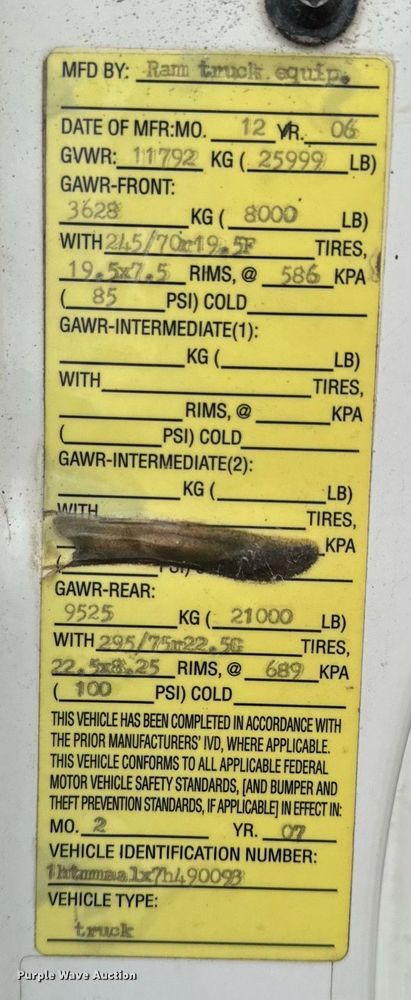 MFD BY: Ram truck equip.
DATE OF MFR:MO. 12 YR. 06
GVWR: 11792 KG ( 25999 LB)
GAWR-FRONT:
3628 KG ( 8000 LB)
WITH 245/70r19.5F TIRES,
19.5x7.5 RIMS, @ 586 KPA
( 85 PSI) COLD
GAWR-INTERMEDIATE(1):
KG ( LB)
WITH TIRES,
RIMS, @ KPA
( PSI) COLD
GAWR-INTERMEDIATE(2):
KG ( LB)
WITH TIRES,
KPA
GAWR-REAR:
9525 KG ( 21000 LB)
WITH 295/75r22.5G TIRES,
22.5x8.25 RIMS, @ 689 KPA
( 100 PSI) COLD
THIS VEHICLE HAS BEEN COMPLETED IN ACCORDANCE WITH
THE PRIOR MANUFACTURERS' IVD, WHERE APPLICABLE.
THIS VEHICLE CONFORMS TO ALL APPLICABLE FEDERAL
MOTOR VEHICLE SAFETY STANDARDS, [AND BUMPER AND
THEFT PREVENTION STANDARDS, IF APPLICABLE] IN EFFECT IN:
MO. 2 YR. 07
VEHICLE IDENTIFICATION NUMBER:
1htmmaalx7h490093
VEHICLE TYPE:
truck
Purple Wave Auction